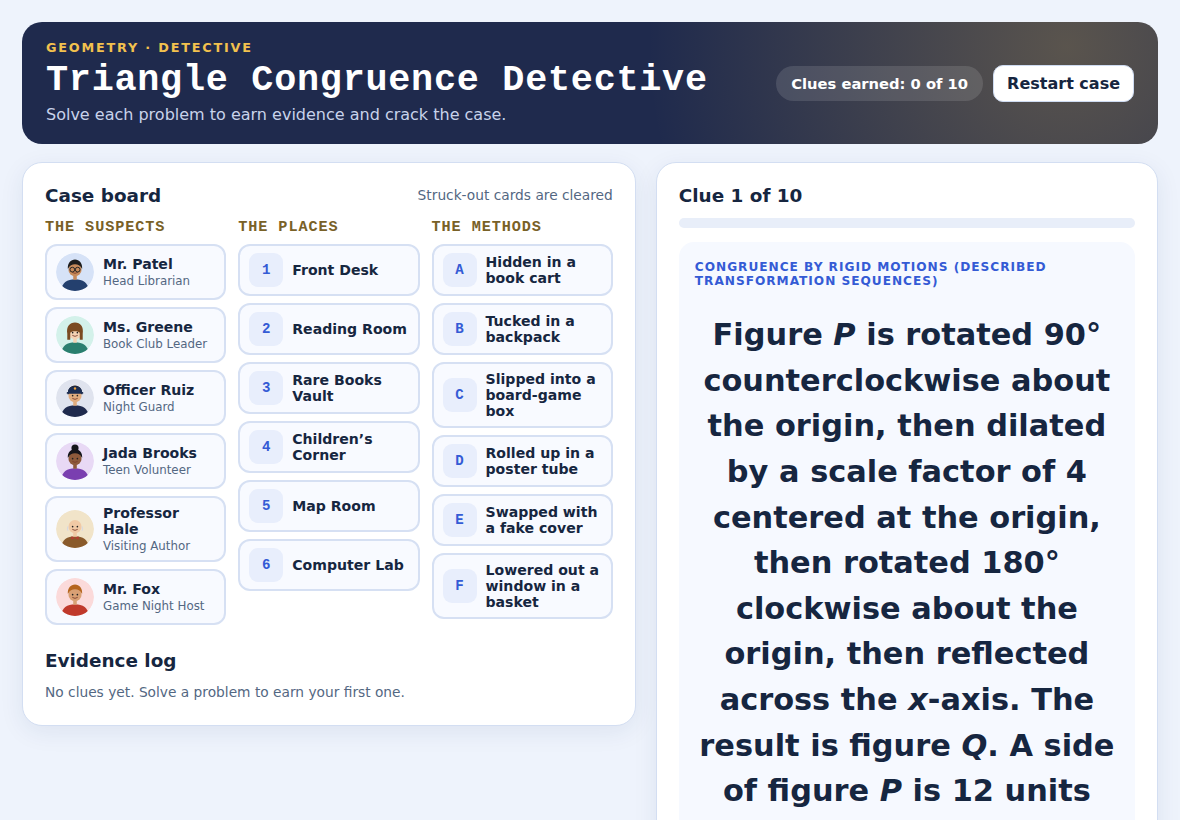 GEOMETRY · DETECTIVE
Triangle Congruence Detective
Solve each problem to earn evidence and crack the case.
Clues earned: 0 of 10
Restart case
Case board
Struck-out cards are cleared
THE SUSPECTS
Mr. Patel
Head Librarian
Ms. Greene
Book Club Leader
Officer Ruiz
Night Guard
Jada Brooks
Teen Volunteer
Professor
Hale
Visiting Author
Mr. Fox
Game Night Host
THE PLACES
1
Front Desk
2
Reading Room
3
Rare Books
Vault
4
Children’s
Corner
5
Map Room
6
Computer Lab
THE METHODS
A
Hidden in a
book cart
B
Tucked in a
backpack
C
Slipped into a
board-game
box
D
Rolled up in a
poster tube
E
Swapped with
a fake cover
F
Lowered out a
window in a
basket
Evidence log
No clues yet. Solve a problem to earn your first one.
Clue 1 of 10
CONGRUENCE BY RIGID MOTIONS (DESCRIBED
TRANSFORMATION SEQUENCES)
Figure P is rotated 90°
counterclockwise about
the origin, then dilated
by a scale factor of 4
centered at the origin,
then rotated 180°
clockwise about the
origin, then reflected
across the x-axis. The
result is figure Q. A side
of figure P is 12 units